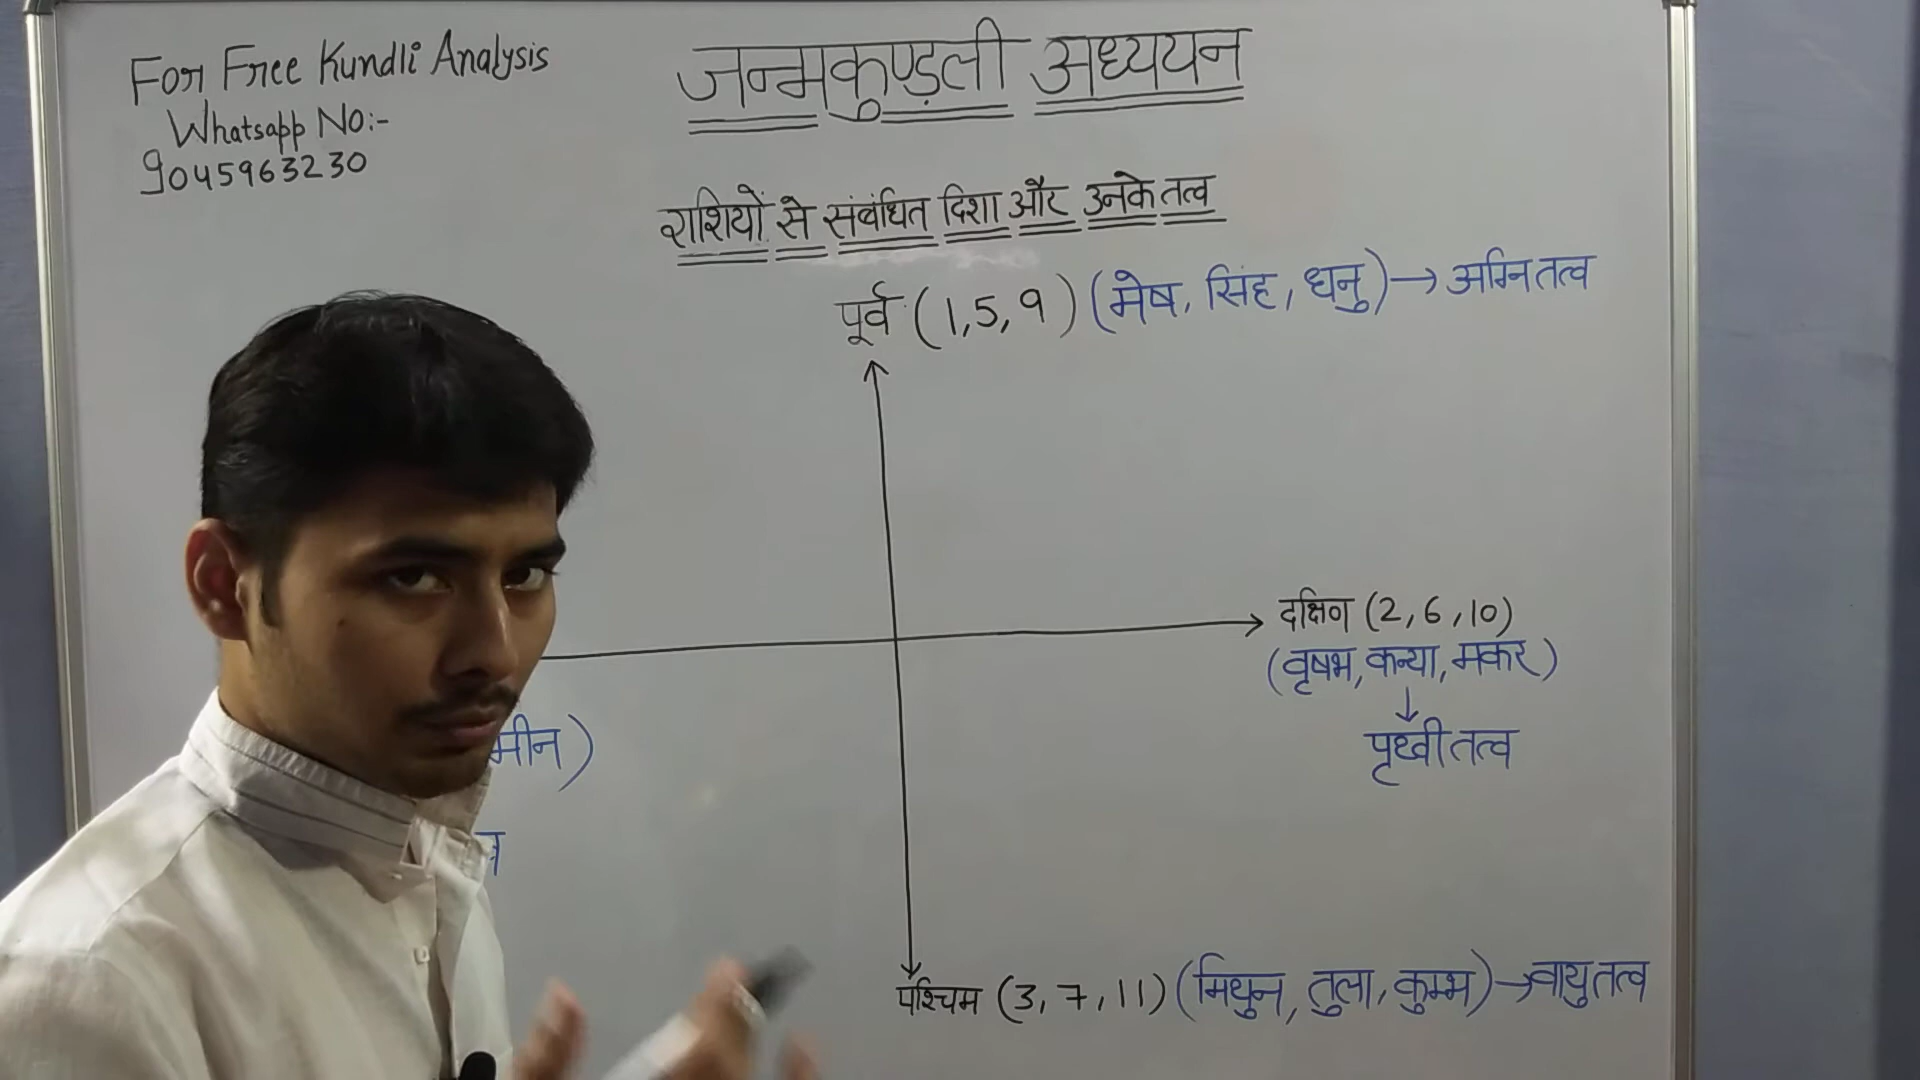 For Free Kundli Analysis
Whatsapp No:-
9045963230
जन्मकुण्डली अध्ययन
राशियों से संबंधित दिशा और उनके तत्व
पूर्व (1,5,9) (मेष, सिंह, धनु) → अग्नि तत्व
दक्षिण (2,6,10)
(वृषभ, कन्या, मकर)
↓
पृथ्वी तत्व
मीन)
पश्चिम (3,7,11) (मिथुन, तुला, कुम्भ) → वायु तत्व